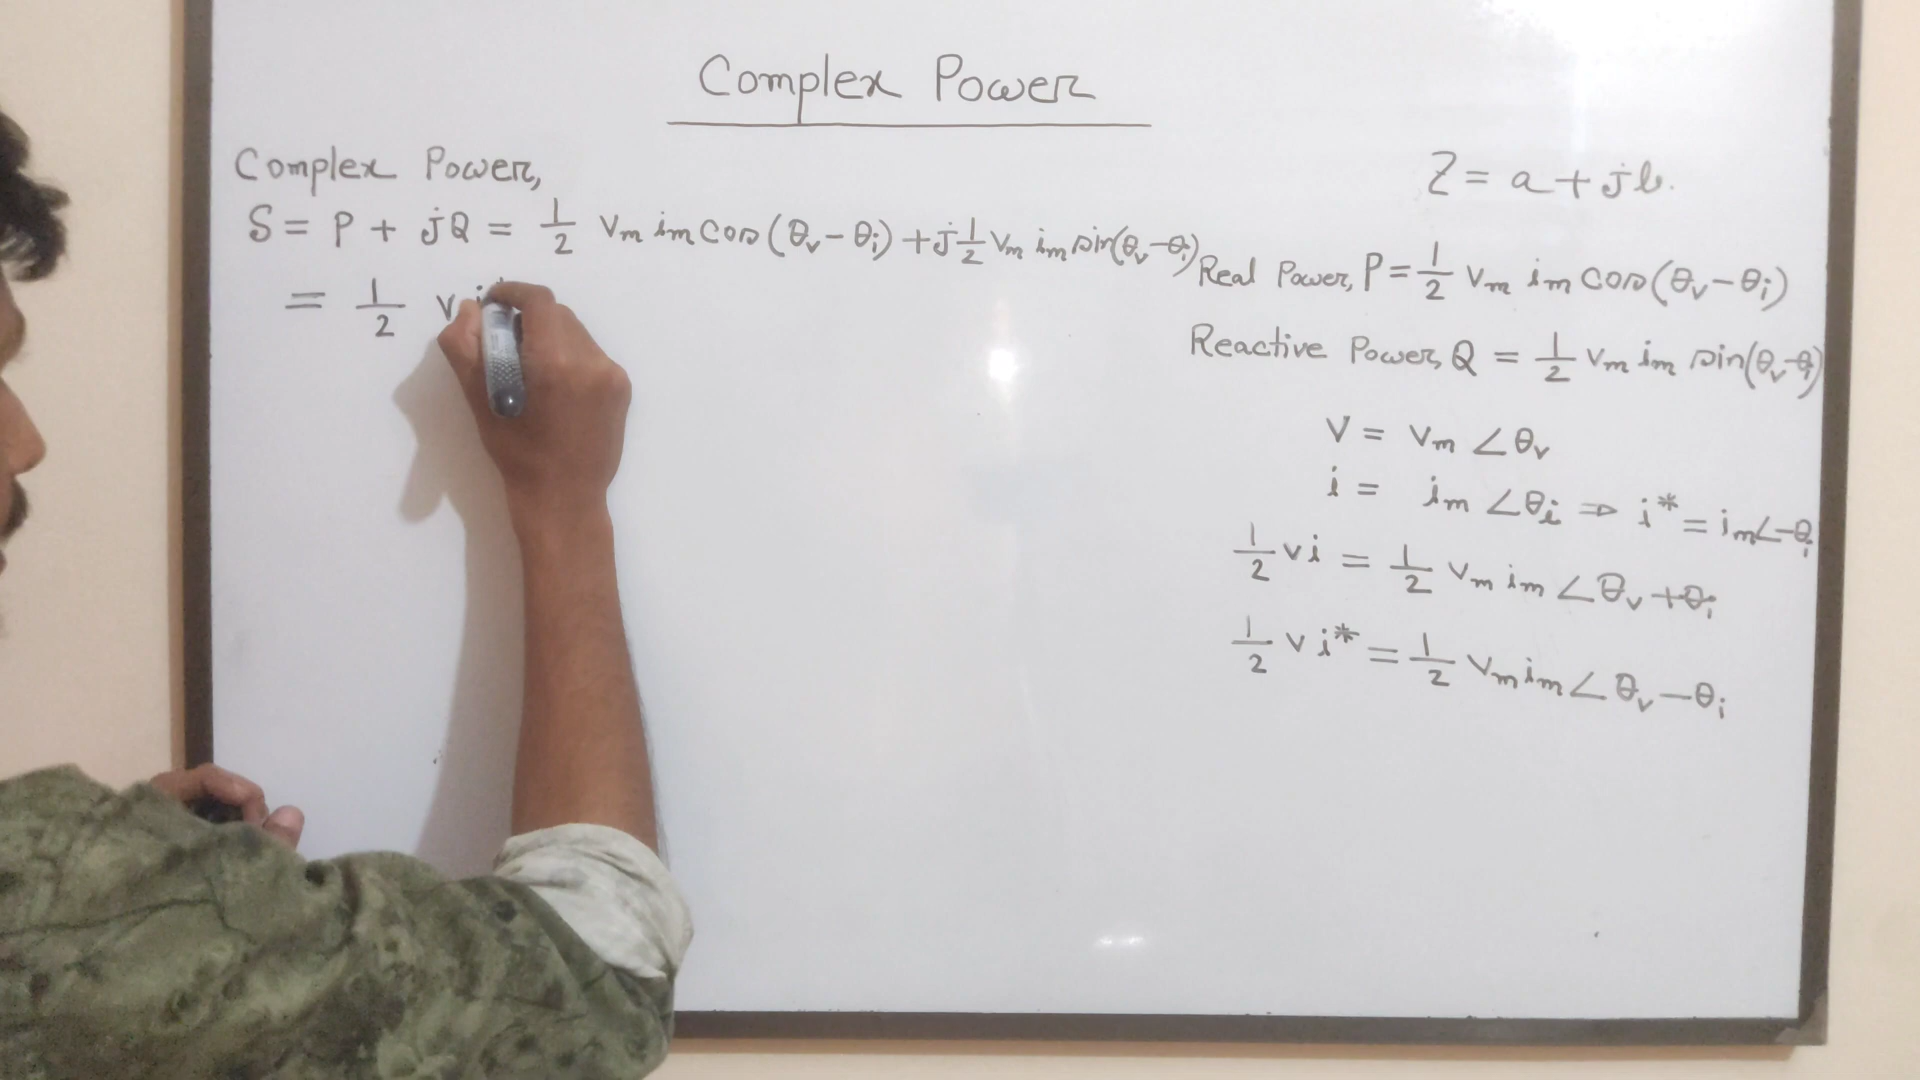 Complex Power
Complex Power,
S = P + jQ = 1/2 Vm im Cos (θv - θi) + j 1/2 Vm im sin(θv - θi)
= 1/2 V i
Z = a + jb.
Real Power, P = 1/2 Vm im Cos(θv - θi)
Reactive Power, Q = 1/2 Vm im sin(θv - θi)
V = Vm ∠θv
i = im ∠θi ⇒ i* = im∠-θi
1/2 vi = 1/2 Vm im ∠θv + θi
1/2 v i* = 1/2 Vm im ∠θv - θi